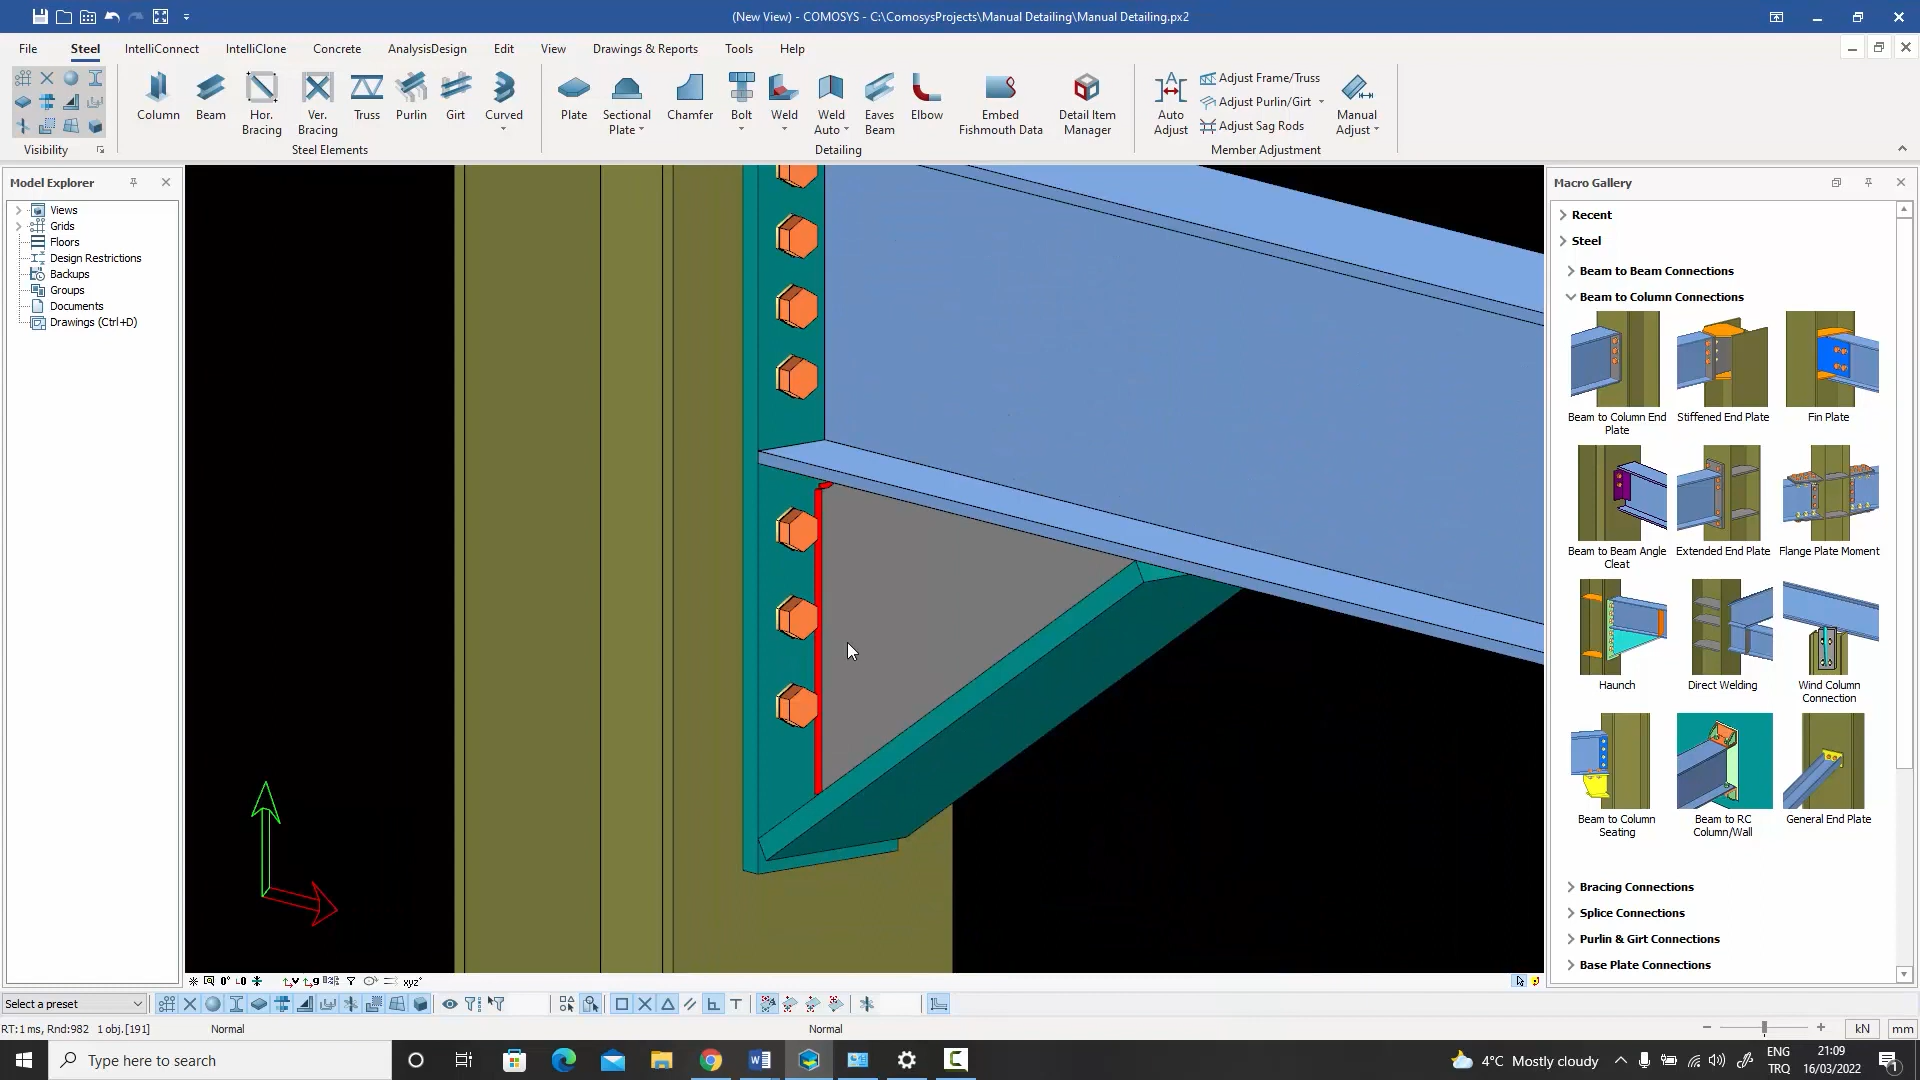 (New View) - COMOSYS - C:\ComosysProjects\Manual Detailing\Manual Detailing.px2
File
Steel
IntelliConnect
IntelliClone
Concrete
AnalysisDesign
Edit
View
Drawings & Reports
Tools
Help
Visibility
Column
Beam
Hor. Bracing
Ver. Bracing
Truss
Purlin
Girt
Curved
Steel Elements
Plate
Sectional Plate
Chamfer
Bolt
Weld
Weld Auto
Eaves Beam
Elbow
Embed Fishmouth Data
Detail Item Manager
Detailing
Auto Adjust
Adjust Frame/Truss
Adjust Purlin/Girt
Adjust Sag Rods
Manual Adjust
Member Adjustment
Model Explorer
Views
Grids
Floors
Design Restrictions
Backups
Groups
Documents
Drawings (Ctrl+D)
Macro Gallery
Recent
Steel
Beam to Beam Connections
Beam to Column Connections
Beam to Column End Plate
Stiffened End Plate
Fin Plate
Beam to Beam Angle Cleat
Extended End Plate
Flange Plate Moment
Haunch
Direct Welding
Wind Column Connection
Beam to Column Seating
Beam to RC Column/Wall
General End Plate
Bracing Connections
Splice Connections
Purlin & Girt Connections
Base Plate Connections
xyz
Select a preset
RT:1 ms, Rnd:982 1 obj.[191]
Normal
Normal
kN
mm
Type here to search
4°C Mostly cloudy
ENG
TRQ
21:09
16/03/2022